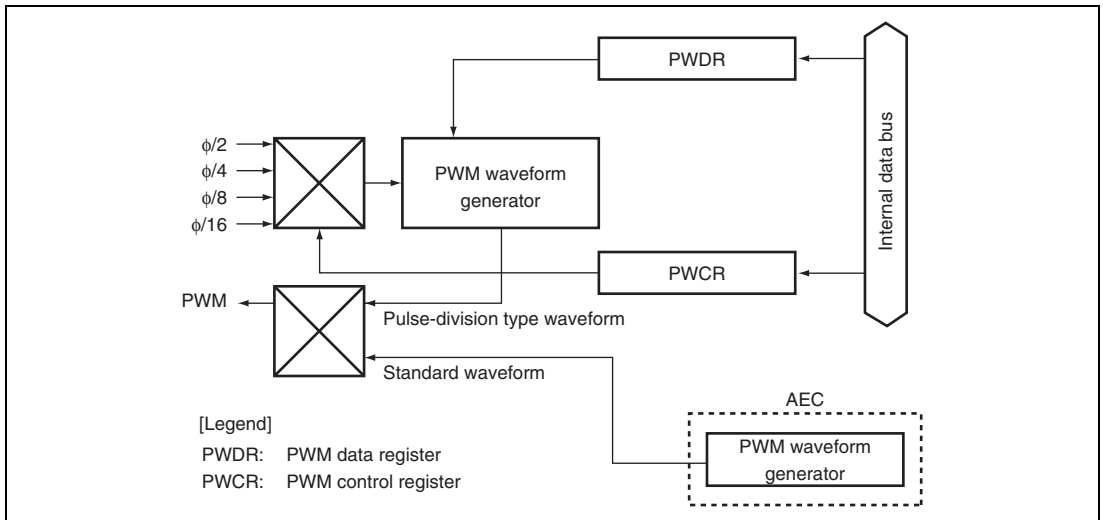 PWDR
Internal data bus
ϕ/2
ϕ/4
ϕ/8
ϕ/16
PWM waveform
generator
PWCR
PWM
Pulse-division type waveform
Standard waveform
AEC
PWM waveform
generator
[Legend]
PWDR: PWM data register
PWCR: PWM control register